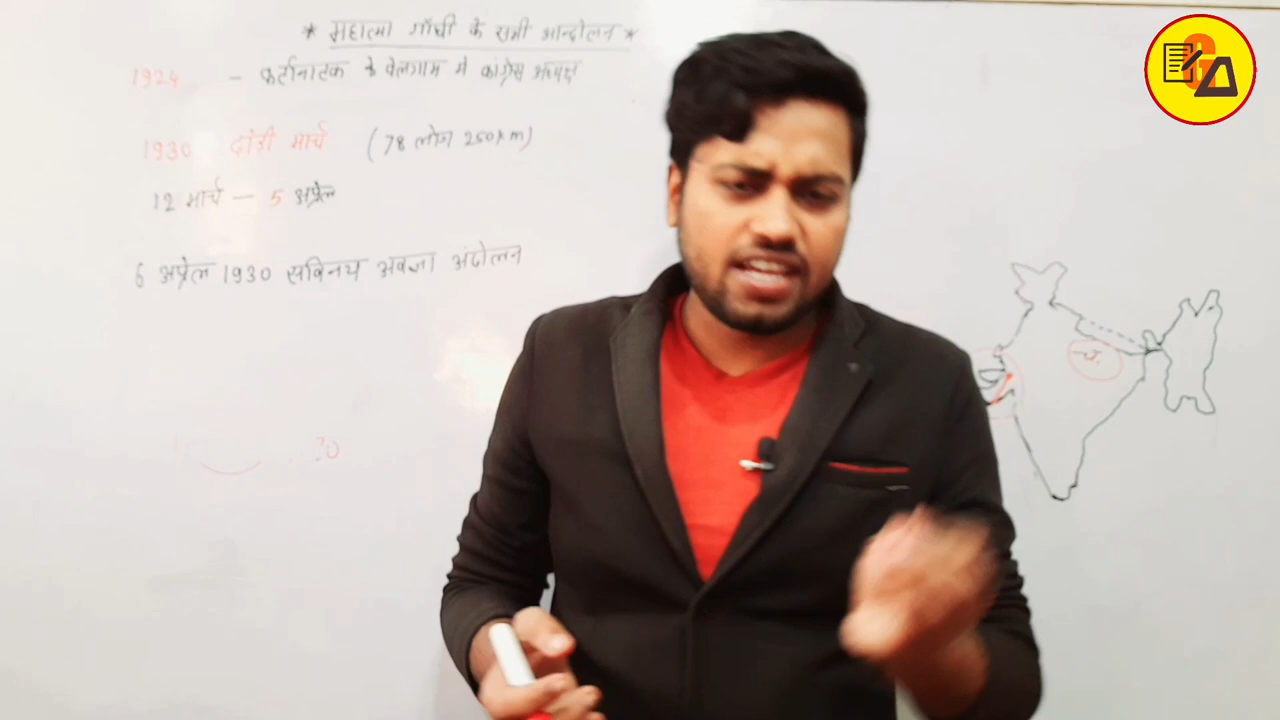 * महात्मा गाँधी के सभी आन्दोलन *
1924 - कर्नाटक के वेलगाम में कांग्रेस अध्यक्ष
1930 दांडी मार्च (78 लोग 250km)
12 मार्च - 5 अप्रैल
6 अप्रैल 1930 सविनय अवज्ञा आंदोलन
च.